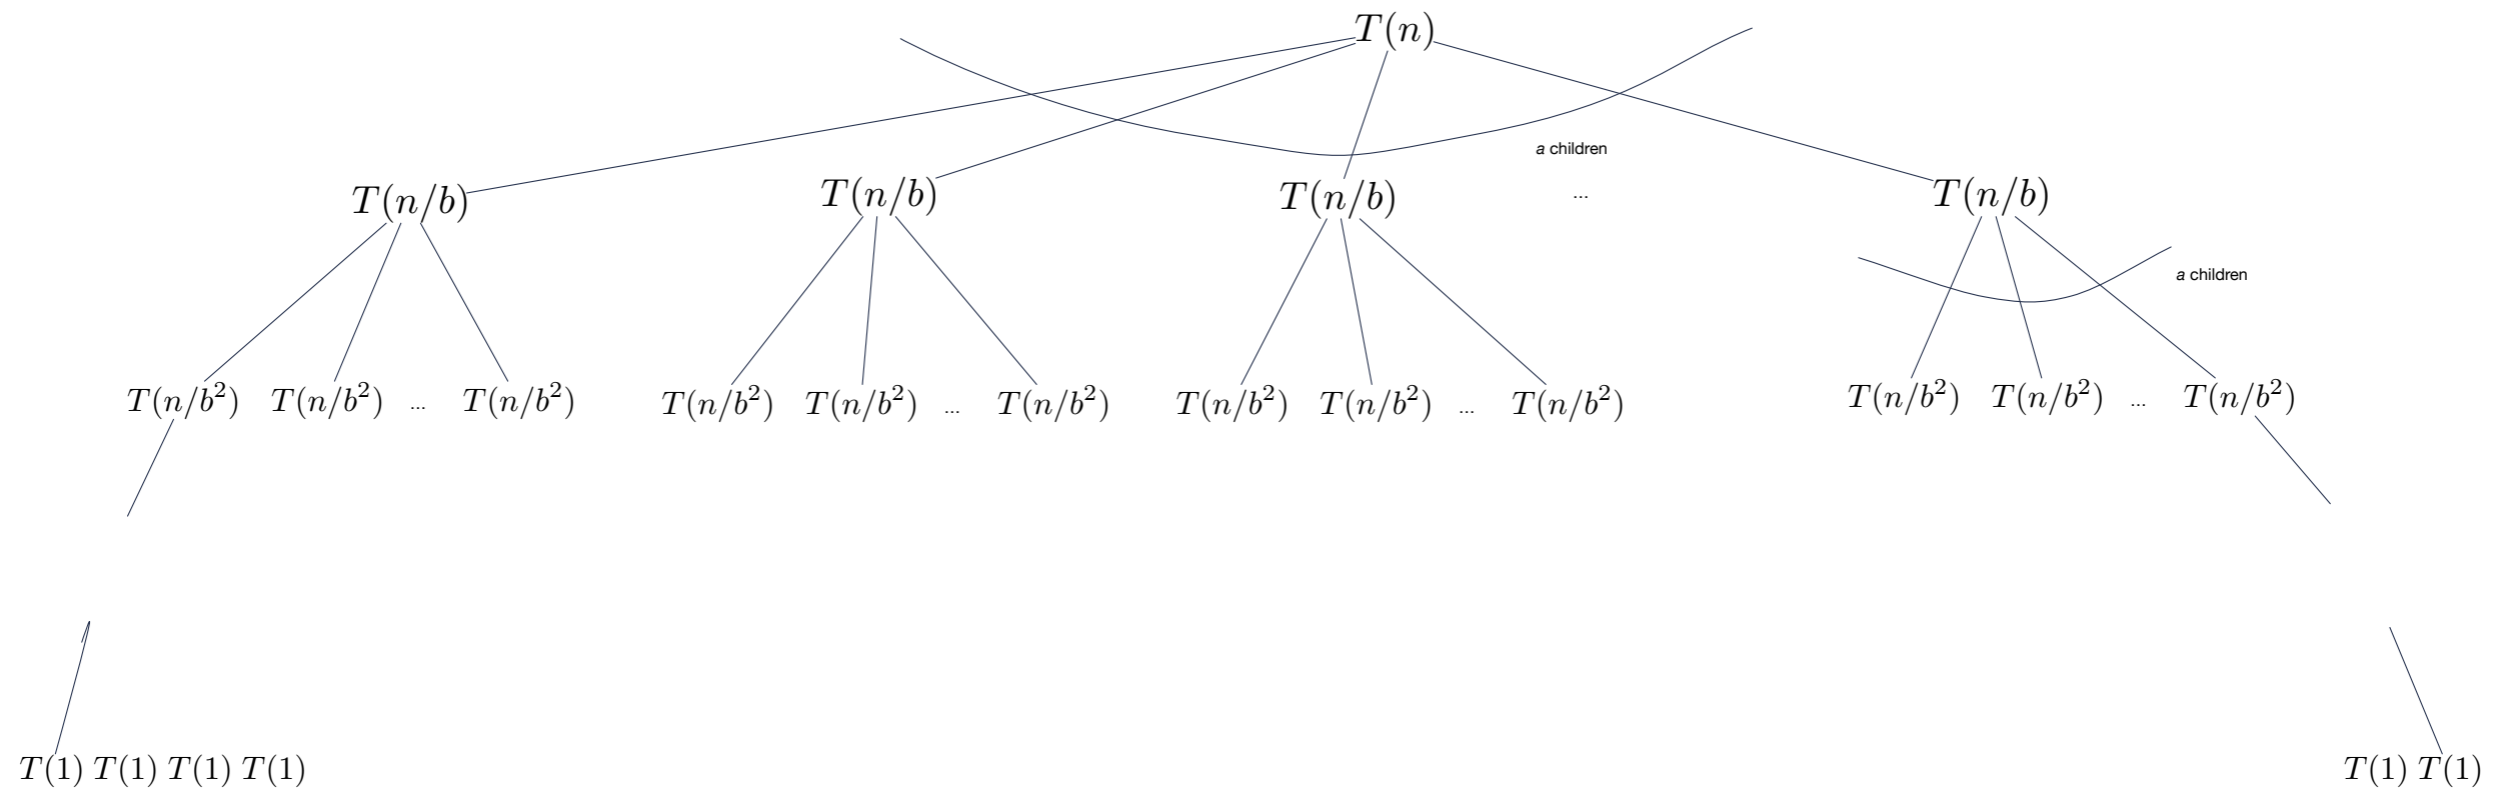 T(n)
a children
T(n/b) T(n/b) T(n/b) ... T(n/b)
a children
T(n/b²) T(n/b²) ... T(n/b²) T(n/b²) T(n/b²) ... T(n/b²) T(n/b²) T(n/b²) ... T(n/b²) T(n/b²) T(n/b²) ... T(n/b²)
T(1) T(1) T(1) T(1) T(1) T(1)